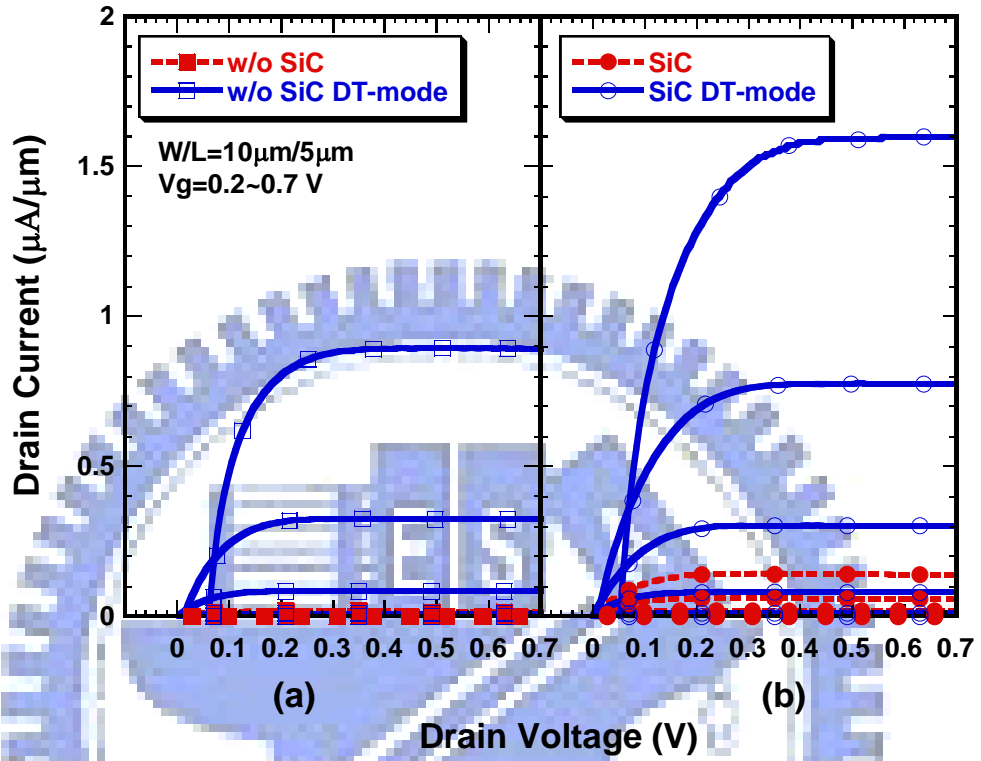 2
1.5
1
0.5
0
Drain Current (μA/μm)
w/o SiC
w/o SiC DT-mode
W/L=10μm/5μm
Vg=0.2~0.7 V
SiC
SiC DT-mode
0 0.1 0.2 0.3 0.4 0.5 0.6 0.7
0 0.1 0.2 0.3 0.4 0.5 0.6 0.7
(a)
(b)
Drain Voltage (V)